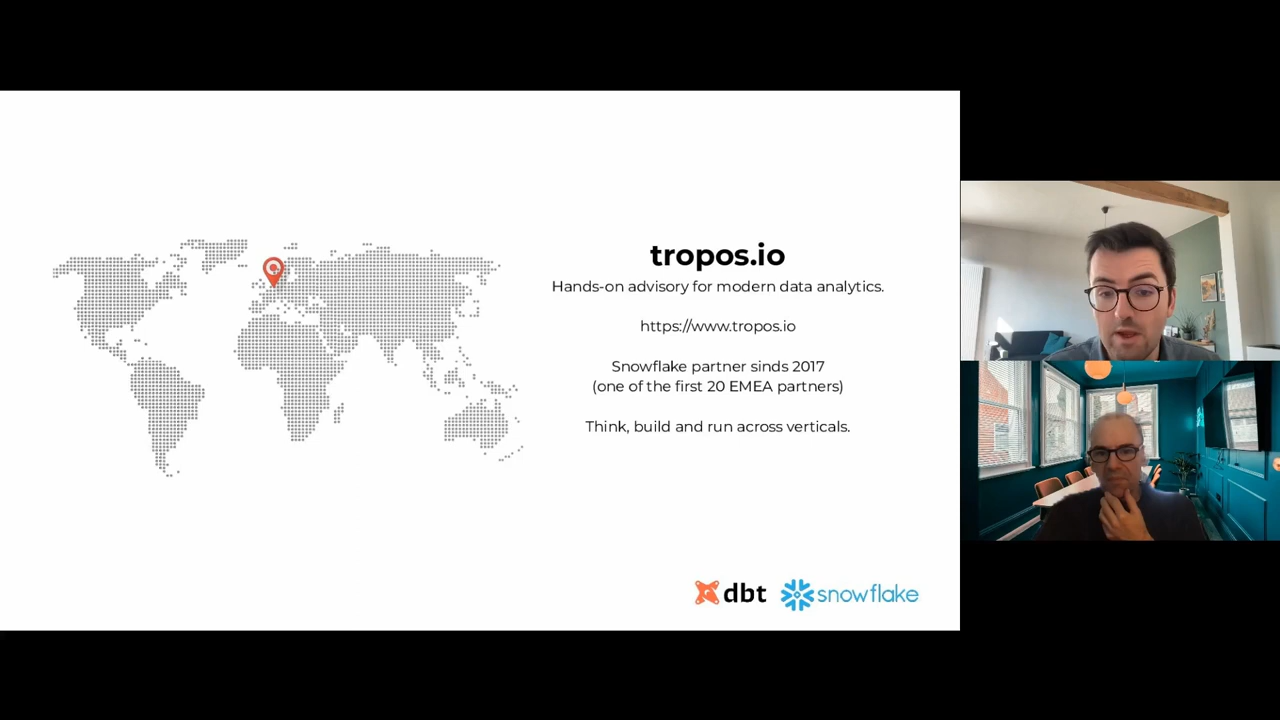 tropos.io
Hands-on advisory for modern data analytics.
https://www.tropos.io
Snowflake partner sinds 2017
(one of the first 20 EMEA partners)
Think, build and run across verticals.
dbt
snowflake